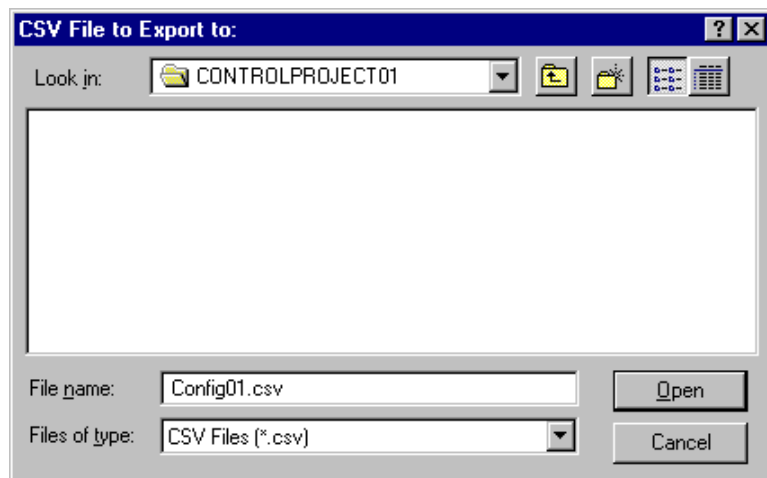 CSV File to Export to:
Look in: CONTROLPROJECT01
File name: Config01.csv
Open
Files of type: CSV Files (*.csv)
Cancel